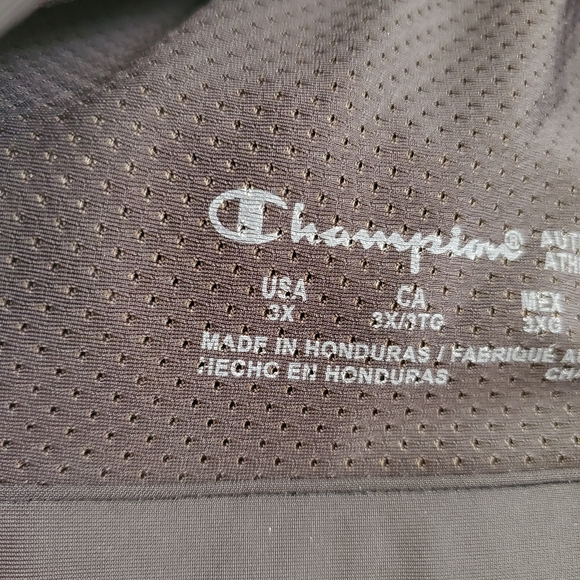 Champion®
USA CA MEX
3X 3X/3TG 3XG
MADE IN HONDURAS / FABRIQUÉ
HECHO EN HONDURAS